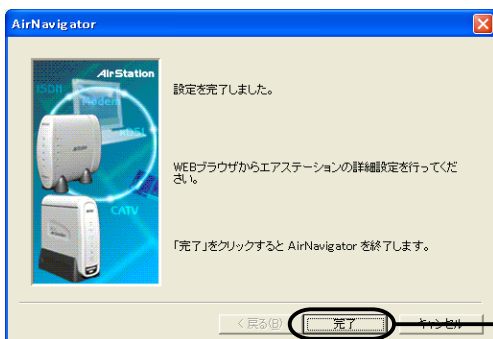 AirNavigator
AirStation
ISDN
Modem
xDSL
CATV
設定を完了しました。
WEBブラウザからエアステーションの詳細設定を行ってくだ
さい。
「完了」をクリックすると AirNavigator を終了します。
< 戻る(B)
完了
キャンセル